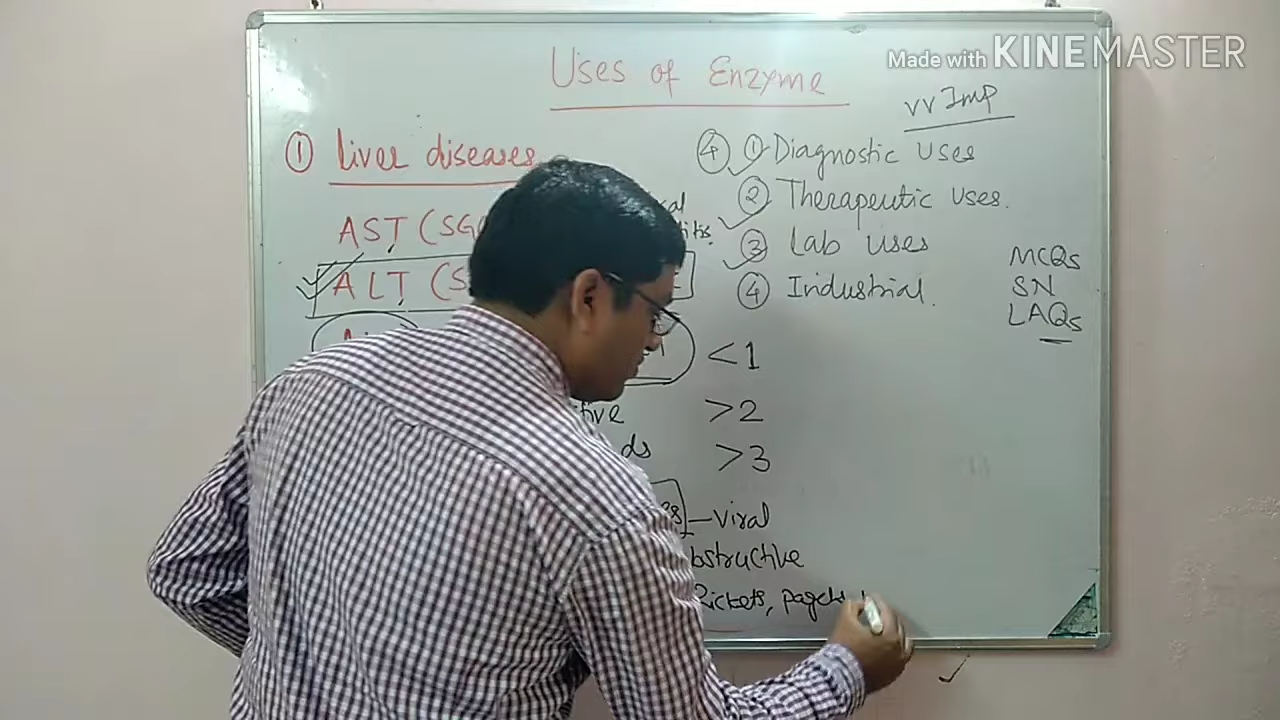 Made with KINEMASTER
Uses of Enzyme
vv Imp
① Liver diseases
AST (SG
ALT (S
④ ① Diagnostic Uses
② Therapeutic Uses.
③ Lab Uses
④ Industrial.
MCQs
SN
LAQs
<1
>2
ds >3
Viral
bstructive
Rickets, pagets